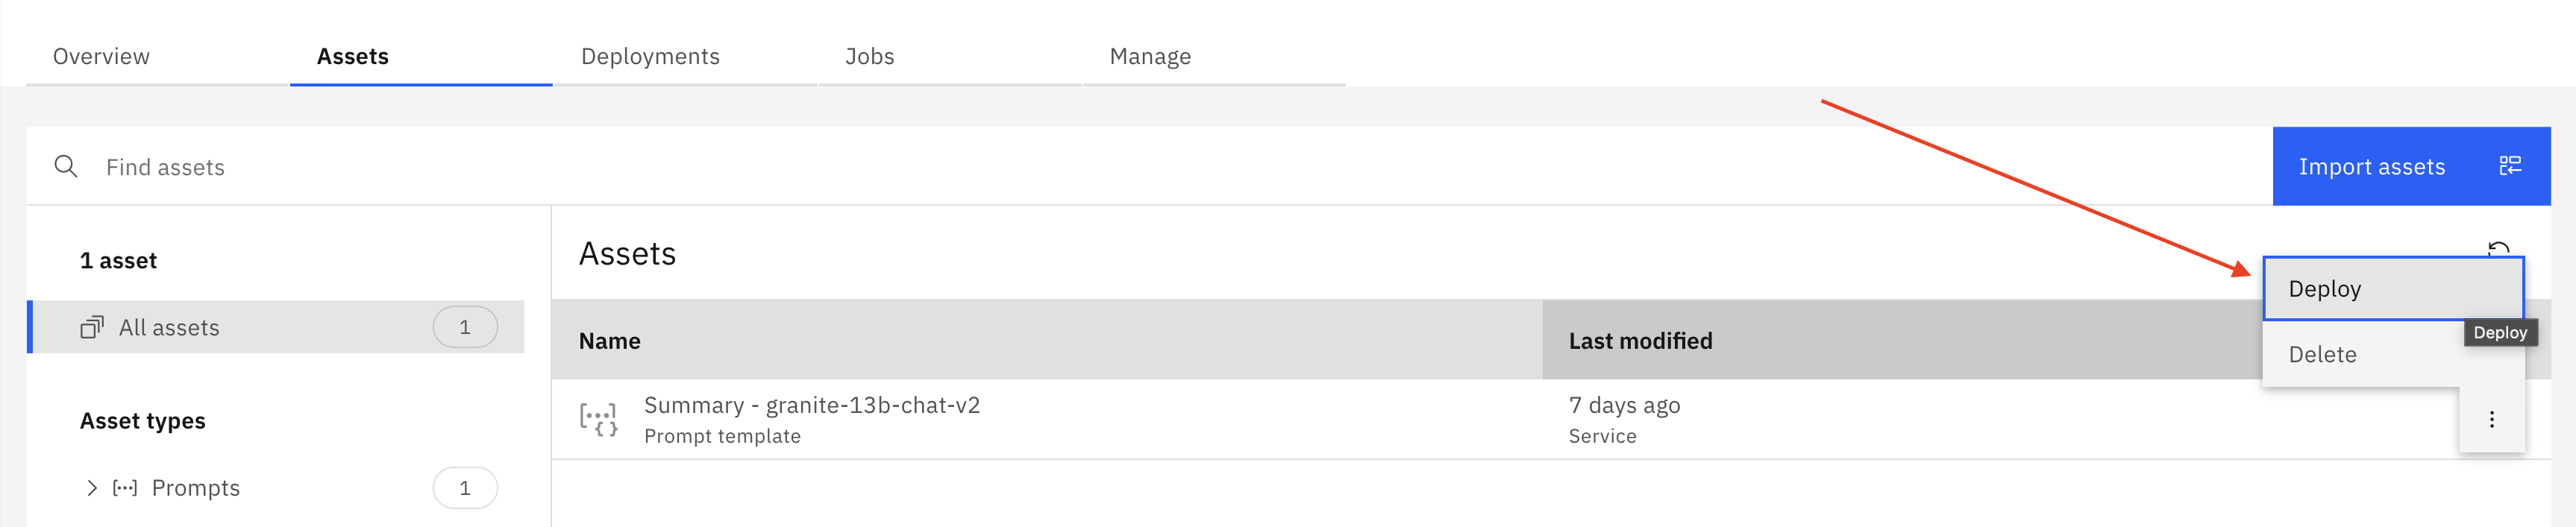 Overview
Assets
Deployments
Jobs
Manage
Find assets
Import assets
1 asset
All assets
1
Asset types
Prompts
1
Assets
Name
Last modified
Summary - granite-13b-chat-v2
Prompt template
7 days ago
Service
Deploy
Deploy
Delete